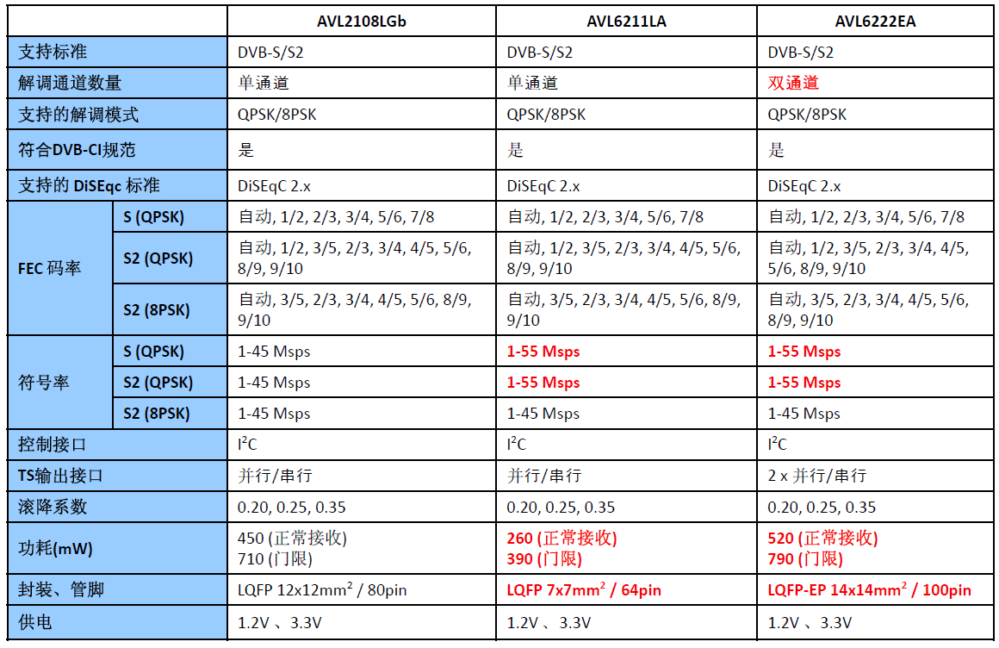 AVL2108LGb AVL6211LA AVL6222EA
支持标准 DVB-S/S2 DVB-S/S2 DVB-S/S2
解调通道数量 单通道 单通道 双通道
支持的解调模式 QPSK/8PSK QPSK/8PSK QPSK/8PSK
符合DVB-CI规范 是 是 是
支持的 DiSEqc 标准 DiSEqC 2.x DiSEqC 2.x DiSEqC 2.x
FEC 码率
S (QPSK) 自动, 1/2, 2/3, 3/4, 5/6, 7/8 自动, 1/2, 2/3, 3/4, 5/6, 7/8 自动, 1/2, 2/3, 3/4, 5/6, 7/8
S2 (QPSK)
自动, 1/2, 3/5, 2/3, 3/4, 4/5, 5/6,
8/9, 9/10
自动, 1/2, 3/5, 2/3, 3/4, 4/5, 5/6,
8/9, 9/10
自动, 1/2, 3/5, 2/3, 3/4, 4/5,
5/6, 8/9, 9/10
S2 (8PSK)
自动, 3/5, 2/3, 3/4, 4/5, 5/6, 8/9,
9/10
自动, 3/5, 2/3, 3/4, 4/5, 5/6, 8/9,
9/10
自动, 3/5, 2/3, 3/4, 4/5, 5/6,
8/9, 9/10
符号率
S (QPSK) 1-45 Msps 1-55 Msps 1-55 Msps
S2 (QPSK) 1-45 Msps 1-55 Msps 1-55 Msps
S2 (8PSK) 1-45 Msps 1-45 Msps 1-45 Msps
控制接口 I²C I²C I²C
TS输出接口 并行/串行 并行/串行 2 x 并行/串行
滚降系数 0.20, 0.25, 0.35 0.20, 0.25, 0.35 0.20, 0.25, 0.35
功耗(mW)
450 (正常接收)
710 (门限)
260 (正常接收)
390 (门限)
520 (正常接收)
790 (门限)
封装、管脚 LQFP 12x12mm² / 80pin LQFP 7x7mm² / 64pin LQFP-EP 14x14mm² / 100pin
供电 1.2V 、3.3V 1.2V 、3.3V 1.2V 、3.3V